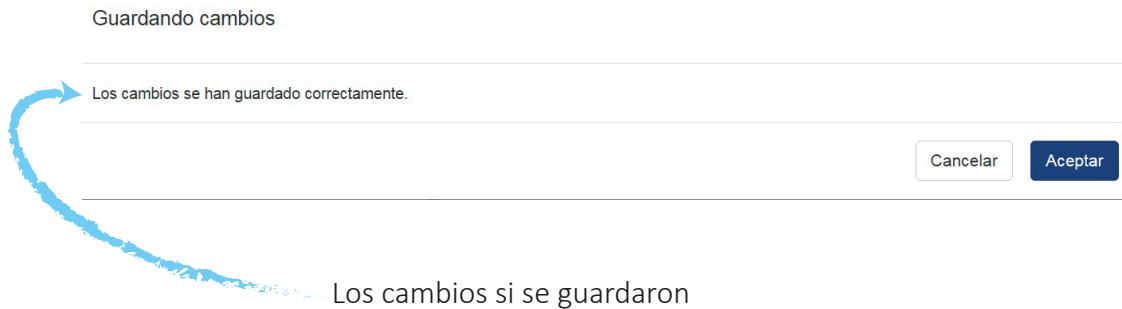 Guardando cambios
Los cambios se han guardado correctamente.
Cancelar
Aceptar
Los cambios si se guardaron